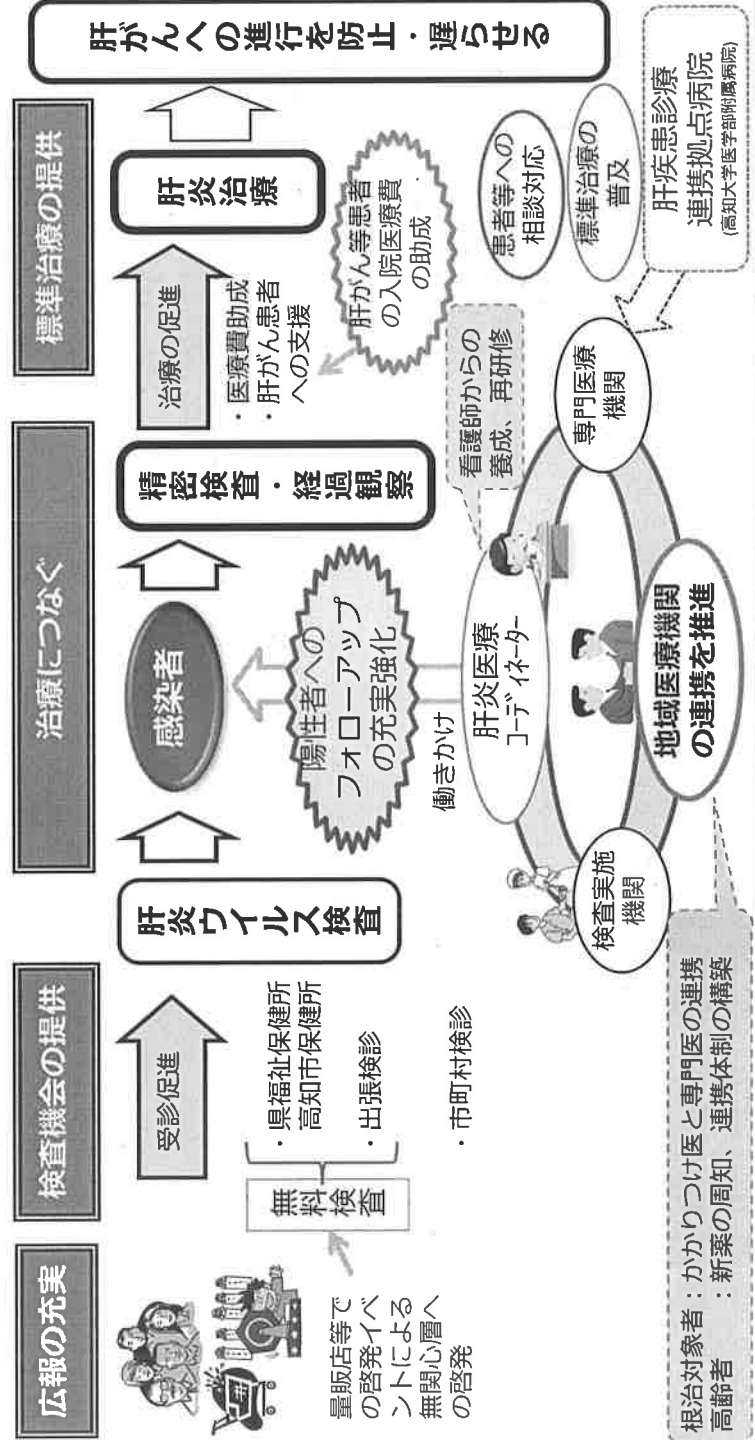 広報の充実
検査機会の提供
治療につなぐ
標準治療の提供
量販店等で
の啓発イベ
ントによる
無関心層へ
の啓発
無料検査
受診促進
・県福祉保健所
高知市保健所
・出張検診
・市町村検診
肝炎ウイルス検査
感染者
陽性者への
フォローアップ
の充実強化
働きかけ
精密検査・経過観察
治療の促進
・医療費助成
・肝がん患者
への支援
肝炎治療
肝がん等患者
の入院医療費
の助成
肝がんへの進行を防止・遅らせる
肝炎医療
コーディネーター
看護師からの
養成、再研修
検査実施
機関
専門医療
機関
地域医療機関
の連携を推進
患者等への
相談対応
標準治療の
普及
肝疾患診療
連携拠点病院
(高知大学医学部附属病院)
根治対象者：かかりつけ医と専門医の連携
高齢者　　：新薬の周知、連携体制の構築